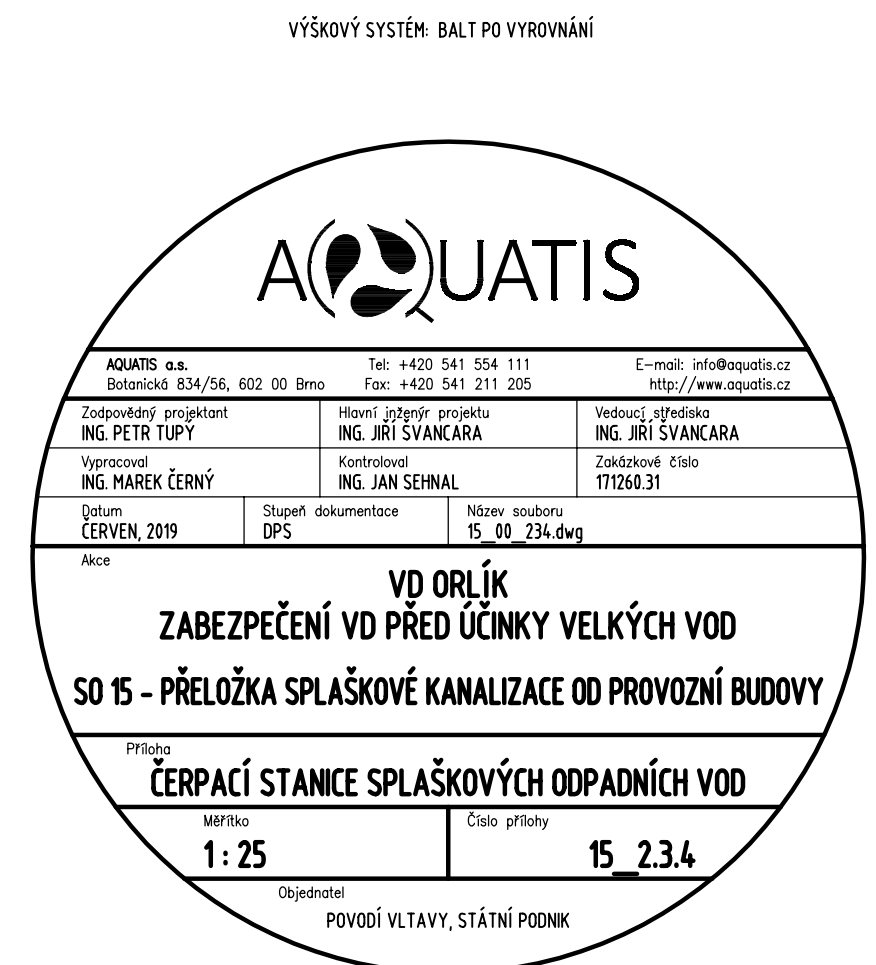 VÝŠKOVÝ SYSTÉM: BALT PO VYROVNÁNÍ
AQUATIS
AQUATIS a.s. Tel: +420 541 554 111 E-mail: info@aquatis.cz
Botanická 834/56, 602 00 Brno Fax: +420 541 211 205 http://www.aquatis.cz
Zodpovědný projektant Hlavní inženýr projektu Vedoucí střediska
ING. PETR TUPÝ ING. JIŘÍ ŠVANCARA ING. JIŘÍ ŠVANCARA
Vypracoval Kontroloval Zakázkové číslo
ING. MAREK ČERNÝ ING. JAN SEHNAL 171260.31
Datum Stupeň dokumentace Název souboru
ČERVEN, 2019 DPS 15_00_234.dwg
Akce
VD ORLÍK
ZABEZPEČENÍ VD PŘED ÚČINKY VELKÝCH VOD
SO 15 - PŘELOŽKA SPLAŠKOVÉ KANALIZACE OD PROVOZNÍ BUDOVY
Příloha
ČERPACÍ STANICE SPLAŠKOVÝCH ODPADNÍCH VOD
Měřítko Číslo přílohy
1 : 25 15_2.3.4
Objednatel
POVODÍ VLTAVY, STÁTNÍ PODNIK